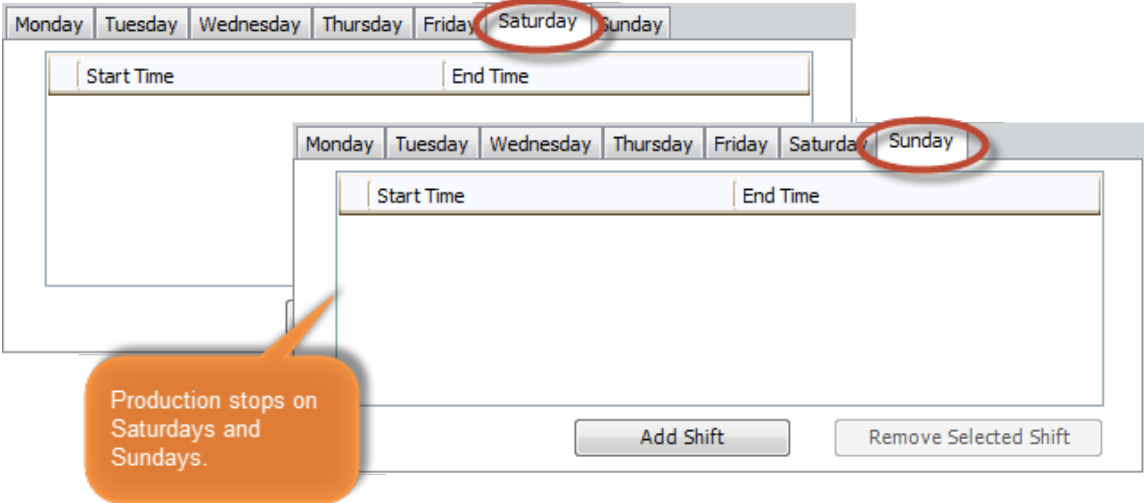 Monday Tuesday Wednesday Thursday Friday Saturday Sunday
Start Time End Time
Monday Tuesday Wednesday Thursday Friday Saturday Sunday
Start Time End Time
Production stops on
Saturdays and
Sundays.
Add Shift Remove Selected Shift